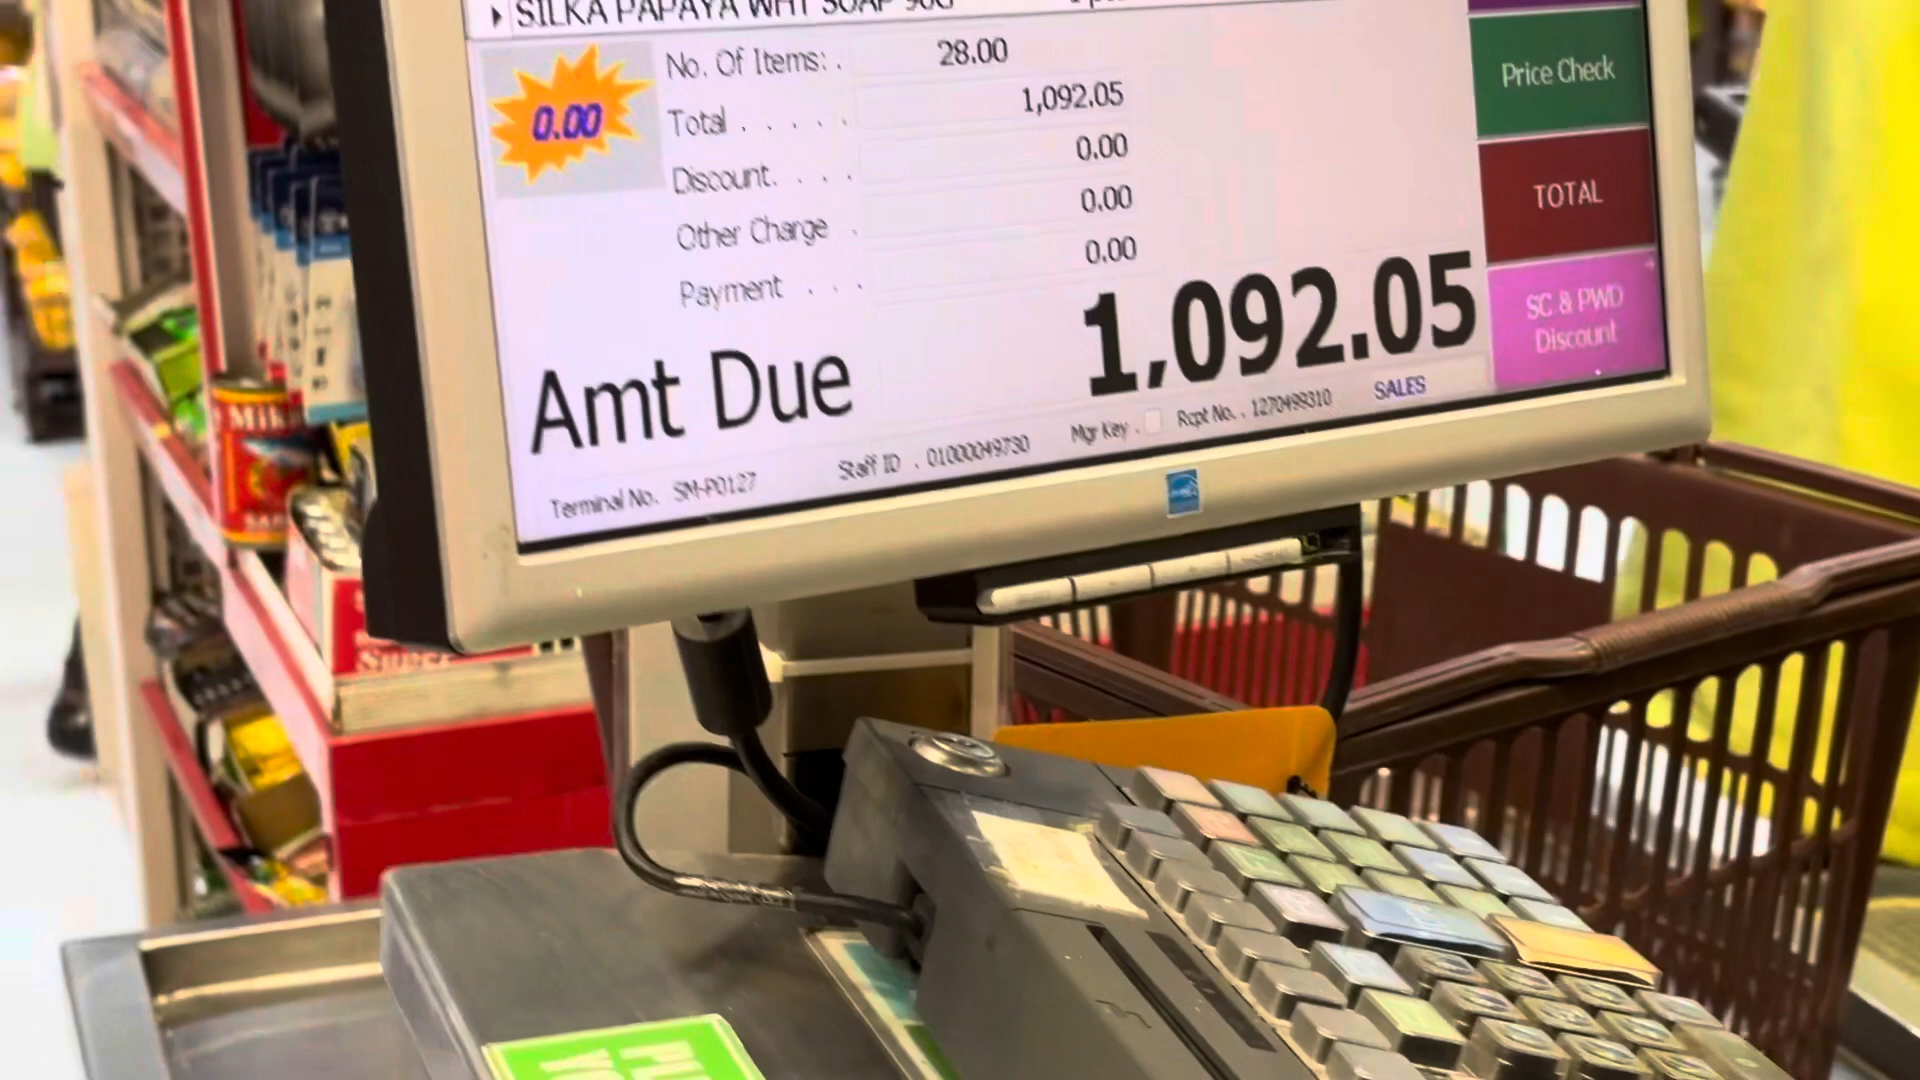 SILKA PAPAYA WHT SOAP 90G
0.00
No. Of Items: . 28.00
Total . . . . . 1,092.05
Discount. . . . . 0.00
Other Charge . 0.00
Payment . . . 0.00
Amt Due 1,092.05
Terminal No. SM-P0127 Staff ID . 01000049730 Mgr Key . Rcpt No. . 1270499310 SALES
Price Check
TOTAL
SC & PWD
Discount